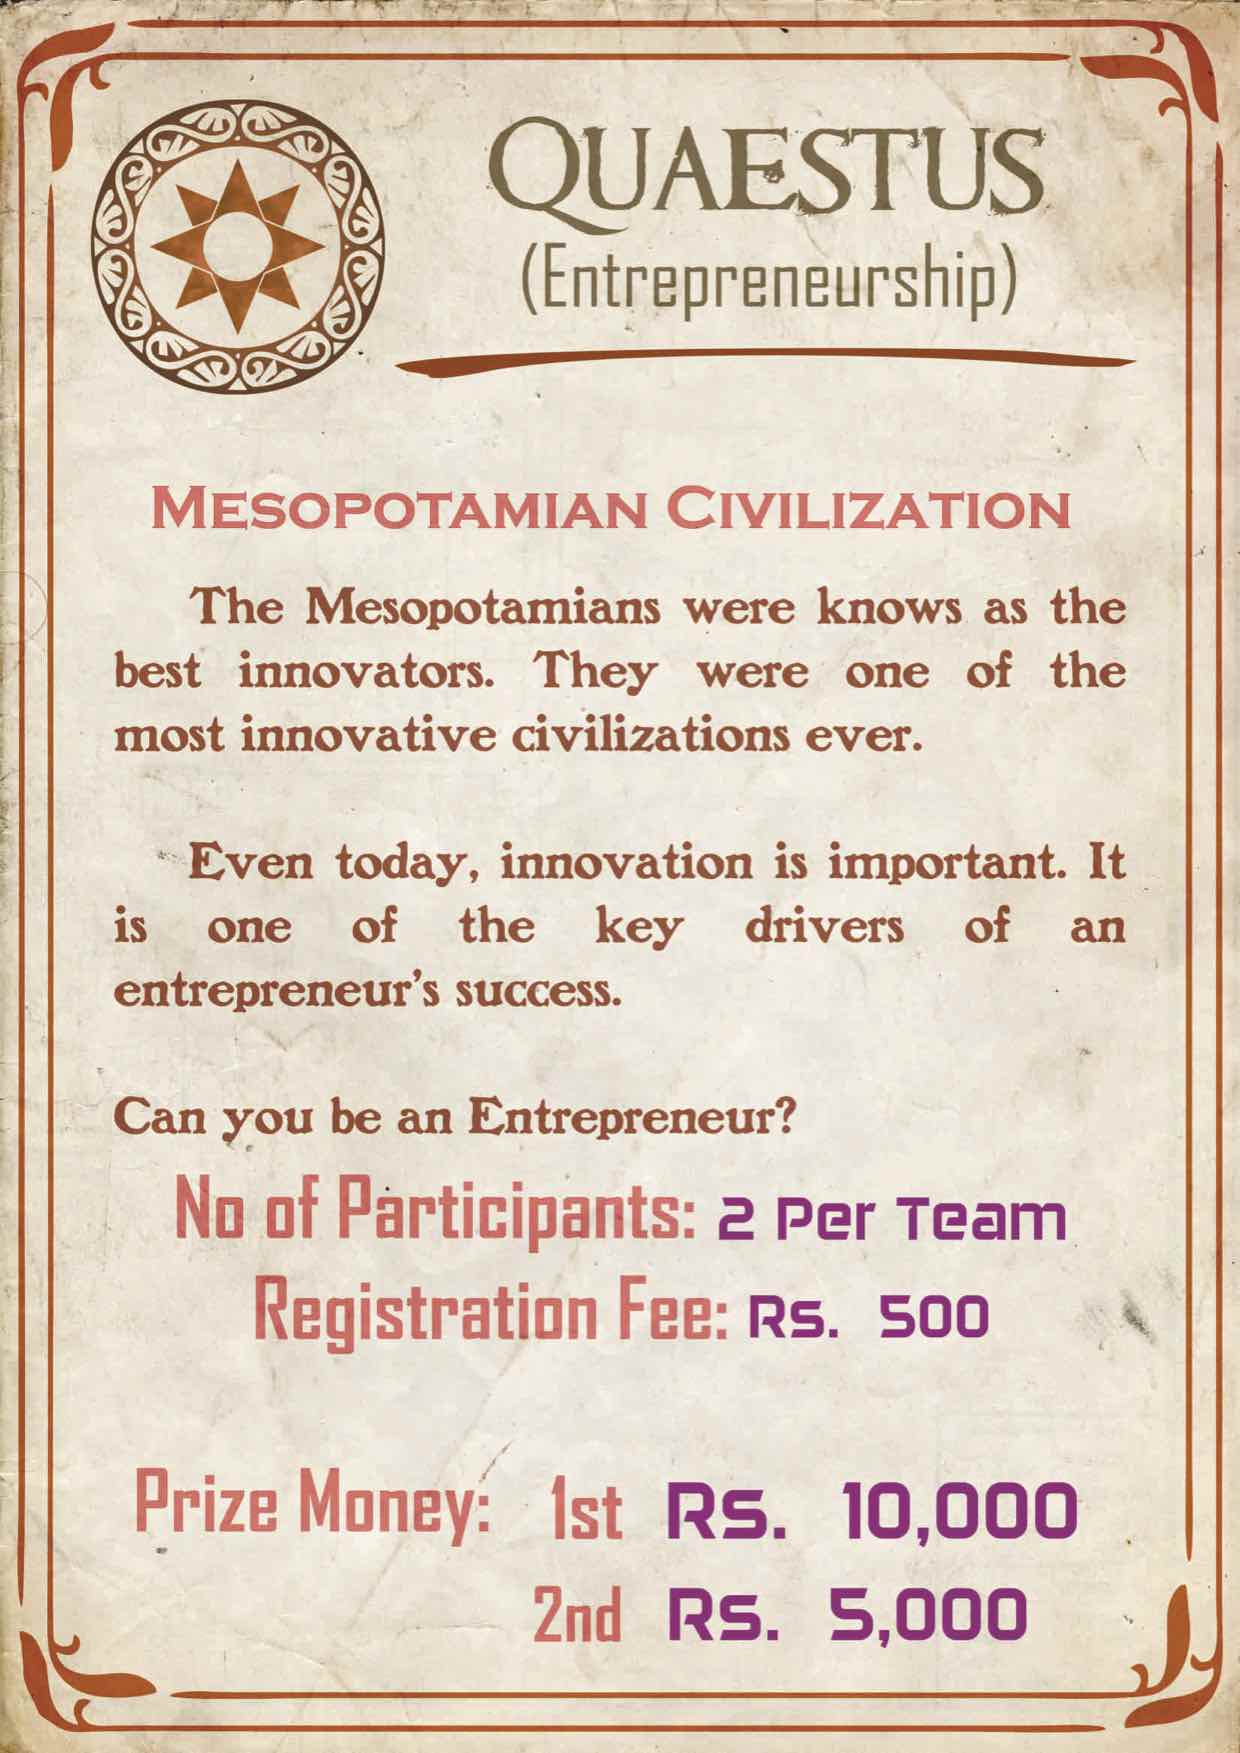 QUAESTUS
(Entrepreneurship)
MESOPOTAMIAN CIVILIZATION
The Mesopotamians were knows as the
best innovators. They were one of the
most innovative civilizations ever.
Even today, innovation is important. It
is one of the key drivers of an
entrepreneur's success.
Can you be an Entrepreneur?
No of Participants: 2 Per Team
Registration Fee: Rs. 500
Prize Money: 1st Rs. 10,000
2nd Rs. 5,000